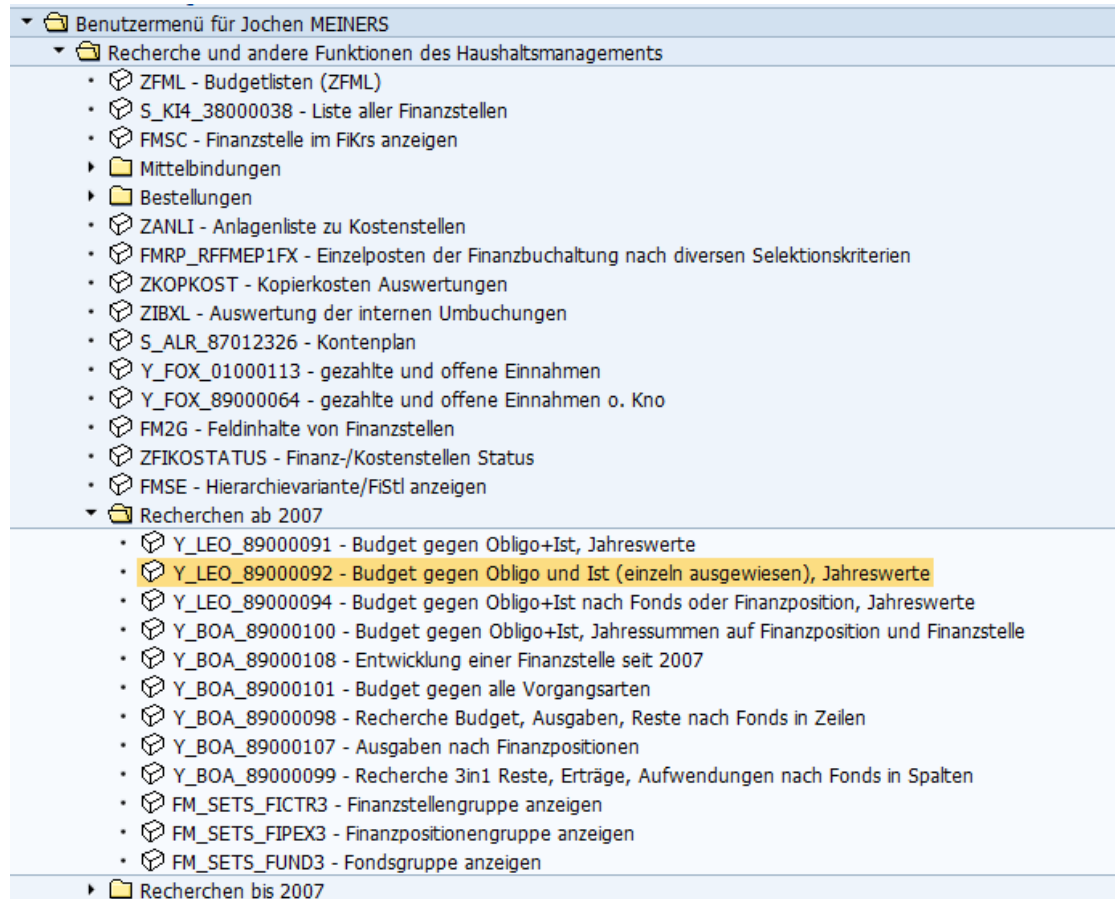 Benutzermenü für Jochen MEINERS
Recherche und andere Funktionen des Haushaltsmanagements
ZFML - Budgetlisten (ZFML)
S_KI4_38000038 - Liste aller Finanzstellen
FMSC - Finanzstelle im FiKrs anzeigen
Mittelbindungen
Bestellungen
ZANLI - Anlagenliste zu Kostenstellen
FMRP_RFFMEP1FX - Einzelposten der Finanzbuchaltung nach diversen Selektionskriterien
ZKOPKOST - Kopierkosten Auswertungen
ZIBXL - Auswertung der internen Umbuchungen
S_ALR_87012326 - Kontenplan
Y_FOX_01000113 - gezahlte und offene Einnahmen
Y_FOX_89000064 - gezahlte und offene Einnahmen o. Kno
FM2G - Feldinhalte von Finanzstellen
ZFIKOSTATUS - Finanz-/Kostenstellen Status
FMSE - Hierarchievariante/FiStl anzeigen
Recherchen ab 2007
Y_LEO_89000091 - Budget gegen Obligo+Ist, Jahreswerte
Y_LEO_89000092 - Budget gegen Obligo und Ist (einzeln ausgewiesen), Jahreswerte
Y_LEO_89000094 - Budget gegen Obligo+Ist nach Fonds oder Finanzposition, Jahreswerte
Y_BOA_89000100 - Budget gegen Obligo+Ist, Jahressummen auf Finanzposition und Finanzstelle
Y_BOA_89000108 - Entwicklung einer Finanzstelle seit 2007
Y_BOA_89000101 - Budget gegen alle Vorgangsarten
Y_BOA_89000098 - Recherche Budget, Ausgaben, Reste nach Fonds in Zeilen
Y_BOA_89000107 - Ausgaben nach Finanzpositionen
Y_BOA_89000099 - Recherche 3in1 Reste, Erträge, Aufwendungen nach Fonds in Spalten
FM_SETS_FICTR3 - Finanzstellengruppe anzeigen
FM_SETS_FIPEX3 - Finanzpositionengruppe anzeigen
FM_SETS_FUND3 - Fondsgruppe anzeigen
Recherchen bis 2007